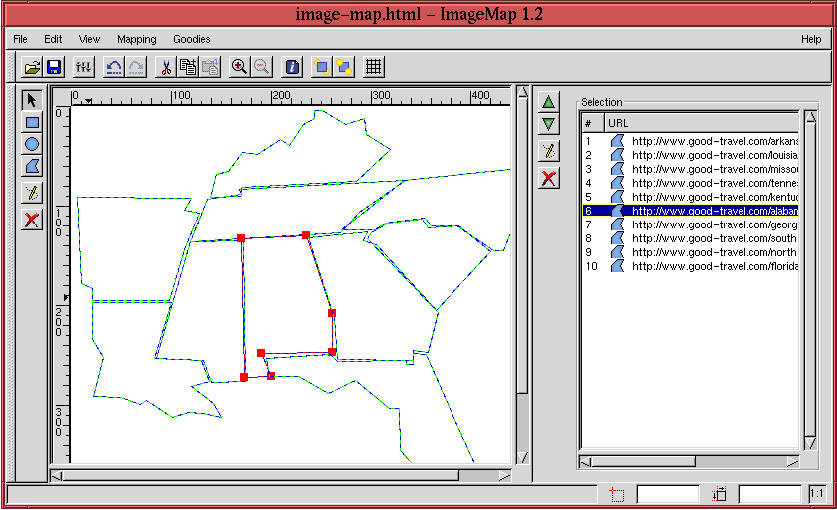 image-map.html – ImageMap 1.2
File Edit View Mapping Goodies Help
0 100 200 300 400
0
100
200
300
Selection
# URL
1 http://www.good-travel.com/arkans
2 http://www.good-travel.com/louisia
3 http://www.good-travel.com/missou
4 http://www.good-travel.com/tennes
5 http://www.good-travel.com/kentuc
6 http://www.good-travel.com/alaban
7 http://www.good-travel.com/georg
8 http://www.good-travel.com/south
9 http://www.good-travel.com/north
10 http://www.good-travel.com/florida
1:1